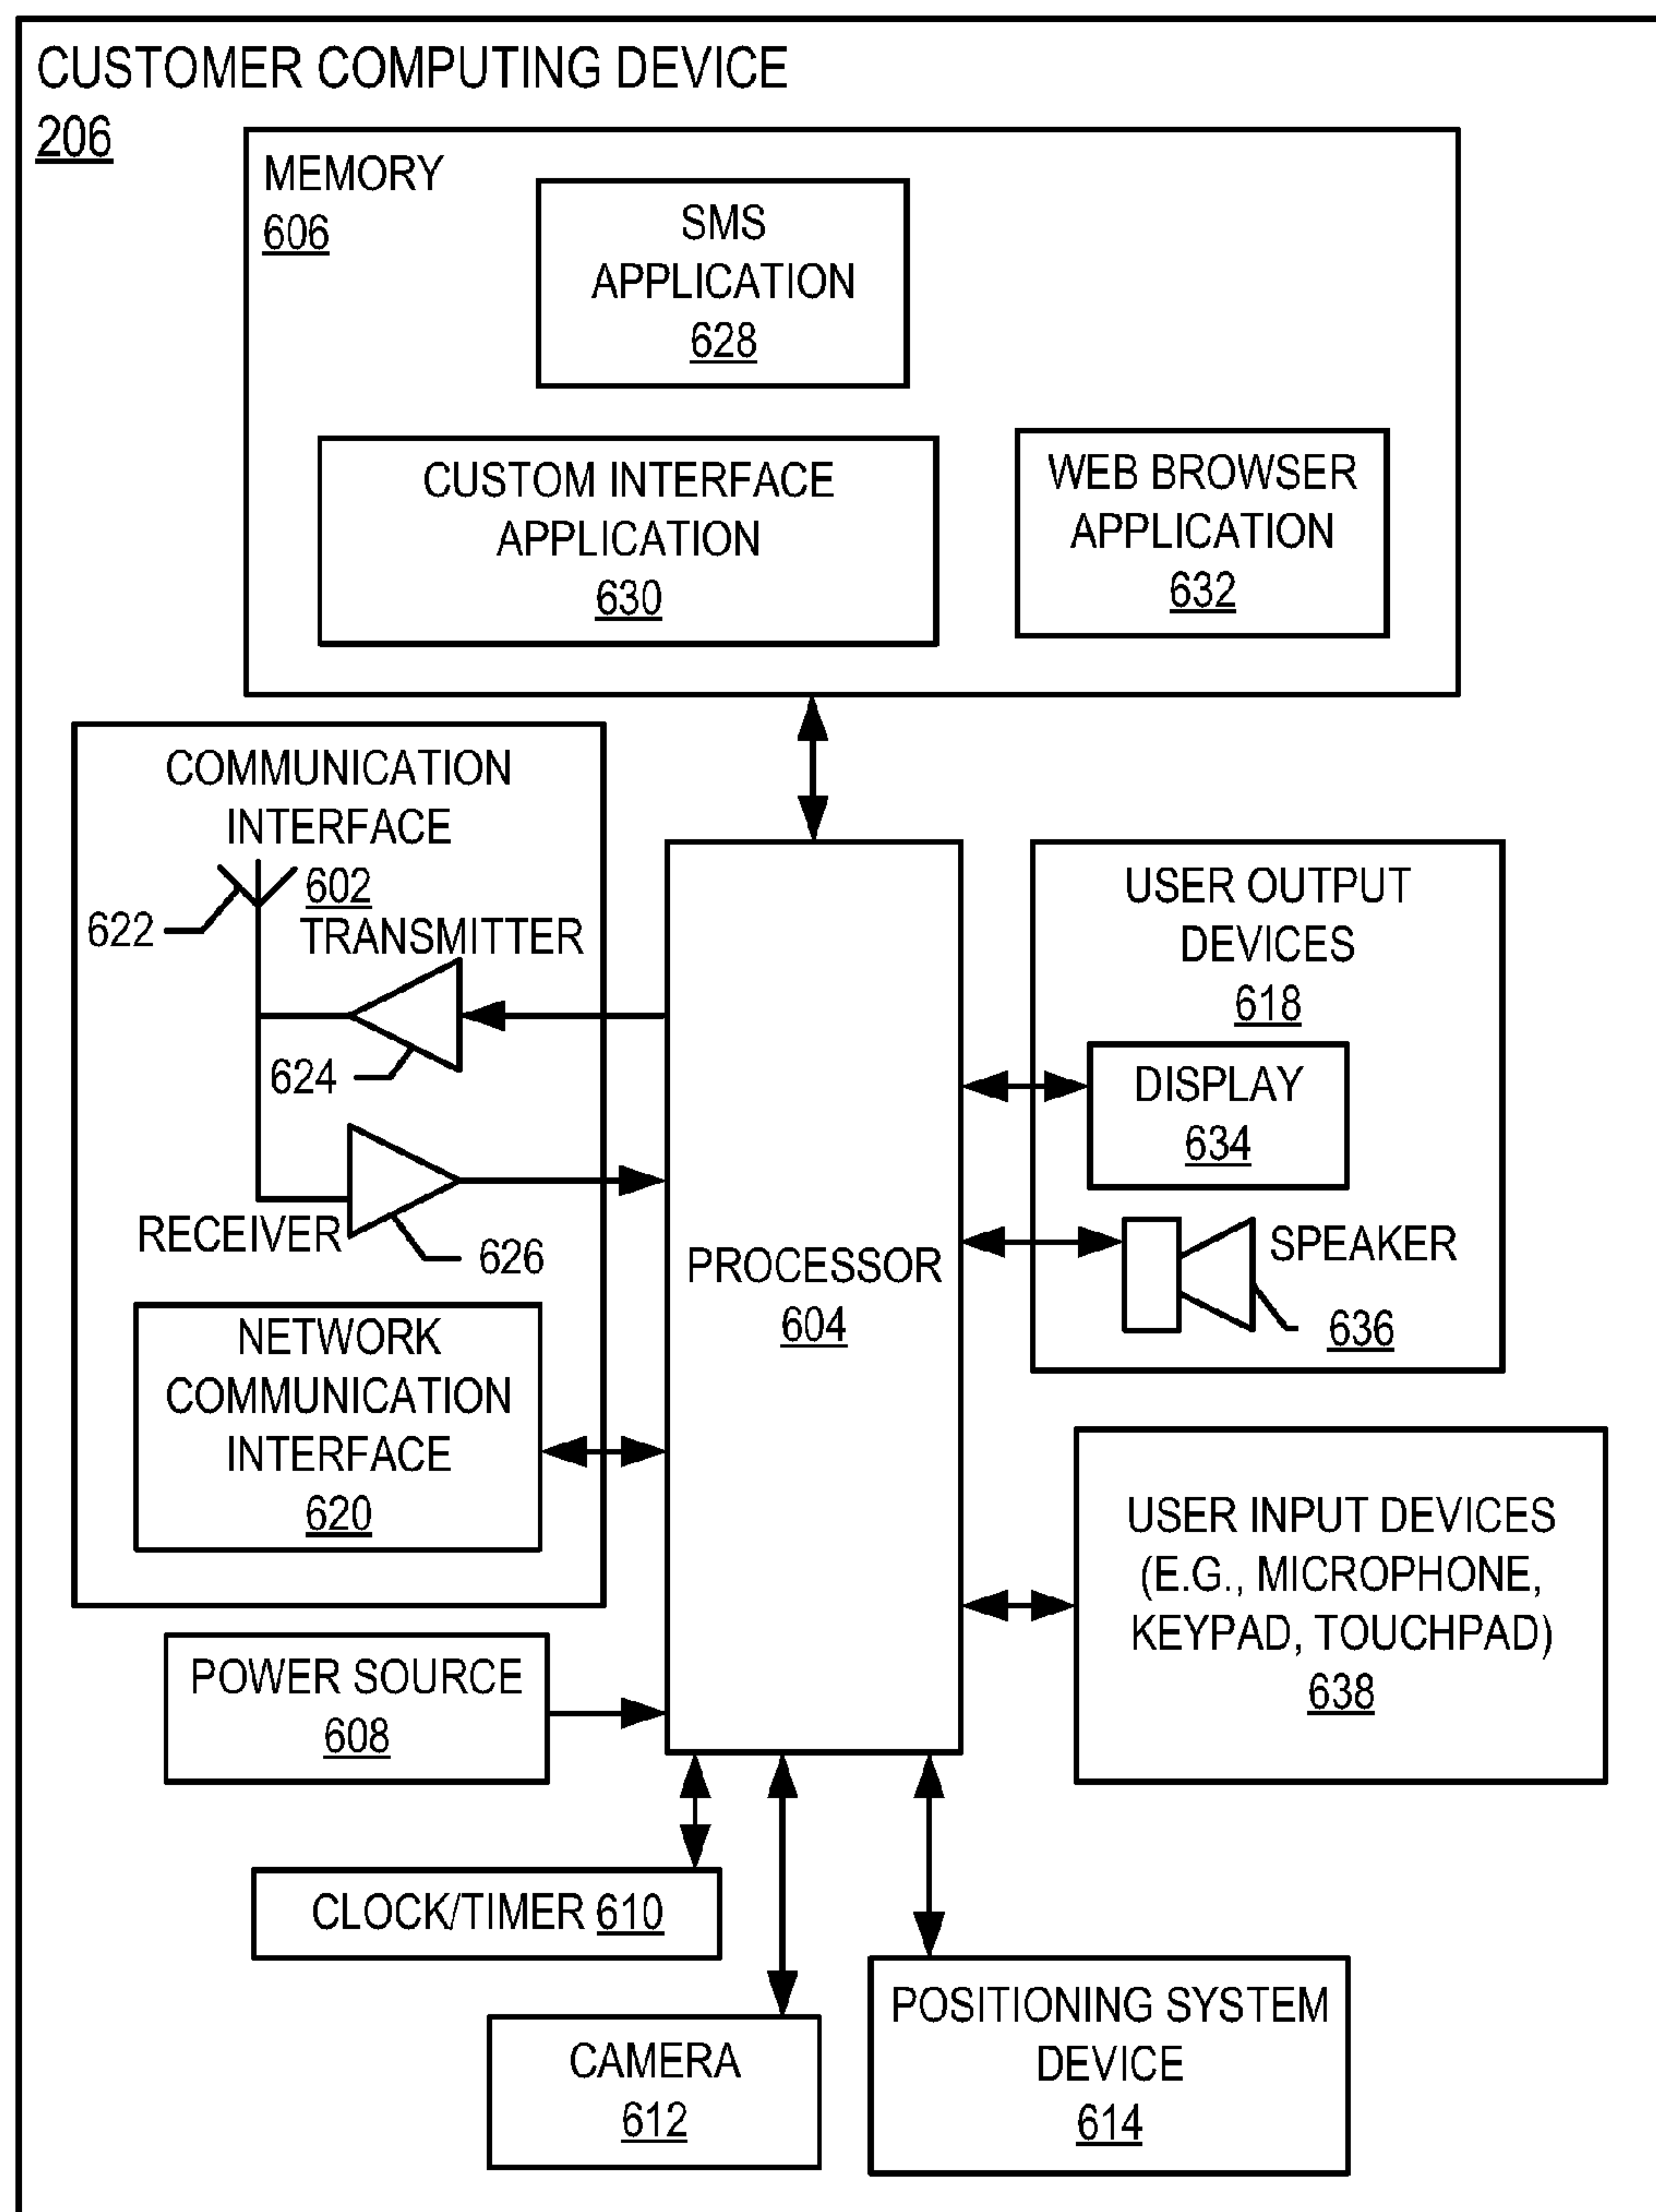 CUSTOMER COMPUTING DEVICE
206
MEMORY
606
SMS
APPLICATION
628
CUSTOM INTERFACE
APPLICATION
630
WEB BROWSER
APPLICATION
632
COMMUNICATION
INTERFACE
602
622
TRANSMITTER
624
RECEIVER
626
NETWORK
COMMUNICATION
INTERFACE
620
PROCESSOR
604
USER OUTPUT
DEVICES
618
DISPLAY
634
SPEAKER
636
USER INPUT DEVICES
(E.G., MICROPHONE,
KEYPAD, TOUCHPAD)
638
POWER SOURCE
608
CLOCK/TIMER 610
CAMERA
612
POSITIONING SYSTEM
DEVICE
614